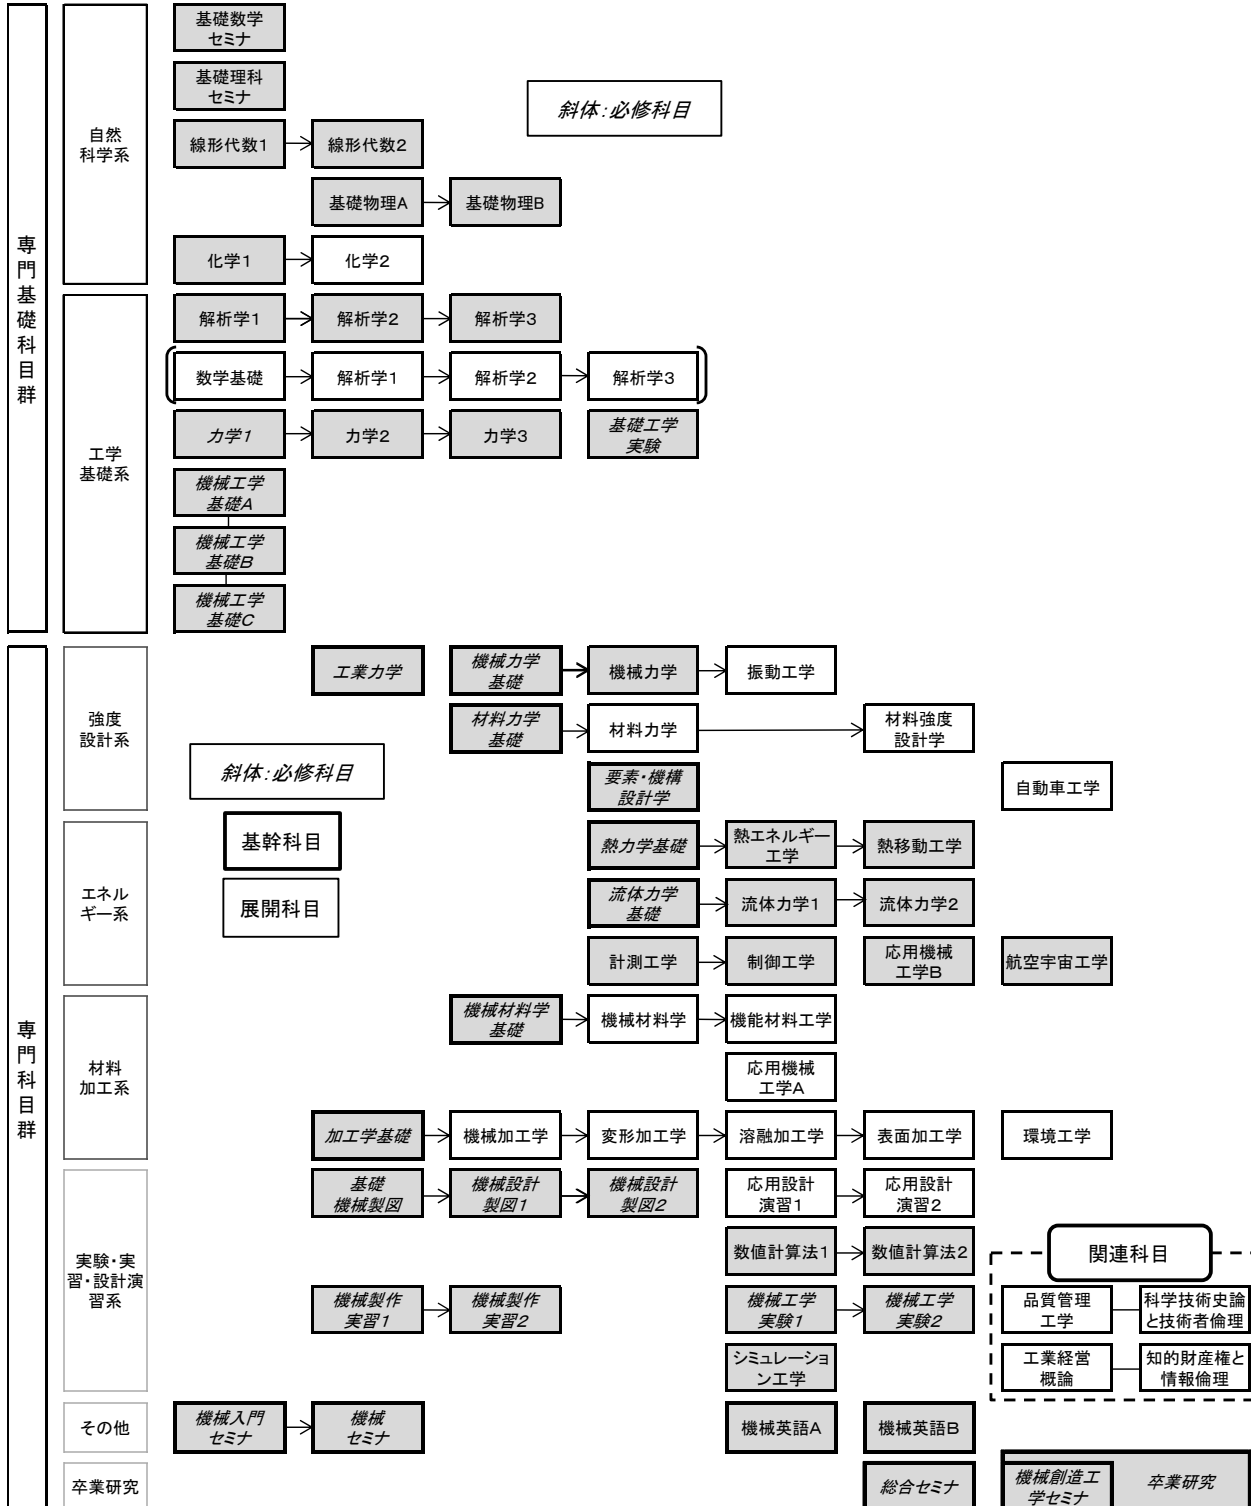 専門基礎科目群
自然
科学系
基礎数学
セミナ
基礎理科
セミナ
斜体:必修科目
線形代数1
線形代数2
基礎物理A
基礎物理B
化学1
化学2
工学
基礎系
解析学1
解析学2
解析学3
数学基礎
解析学1
解析学2
解析学3
力学1
力学2
力学3
基礎工学
実験
機械工学
基礎A
機械工学
基礎B
機械工学
基礎C
専門科目群
強度
設計系
工業力学
機械力学
基礎
機械力学
振動工学
材料力学
基礎
材料力学
材料強度
設計学
斜体:必修科目
要素・機構
設計学
自動車工学
基幹科目
展開科目
エネル
ギー系
熱力学基礎
熱エネルギー
工学
熱移動工学
流体力学
基礎
流体力学1
流体力学2
計測工学
制御工学
応用機械
工学B
航空宇宙工学
材料
加工系
機械材料学
基礎
機械材料学
機能材料工学
応用機械
工学A
加工学基礎
機械加工学
変形加工学
溶融加工学
表面加工学
環境工学
実験・実
習・設計演
習系
基礎
機械製図
機械設計
製図1
機械設計
製図2
応用設計
演習1
応用設計
演習2
数値計算法1
数値計算法2
機械製作
実習1
機械製作
実習2
機械工学
実験1
機械工学
実験2
シミュレーショ
ン工学
関連科目
品質管理
工学
科学技術史論
と技術者倫理
工業経営
概論
知的財産権と
情報倫理
その他
機械入門
セミナ
機械
セミナ
機械英語A
機械英語B
卒業研究
総合セミナ
機械創造工
学セミナ
卒業研究